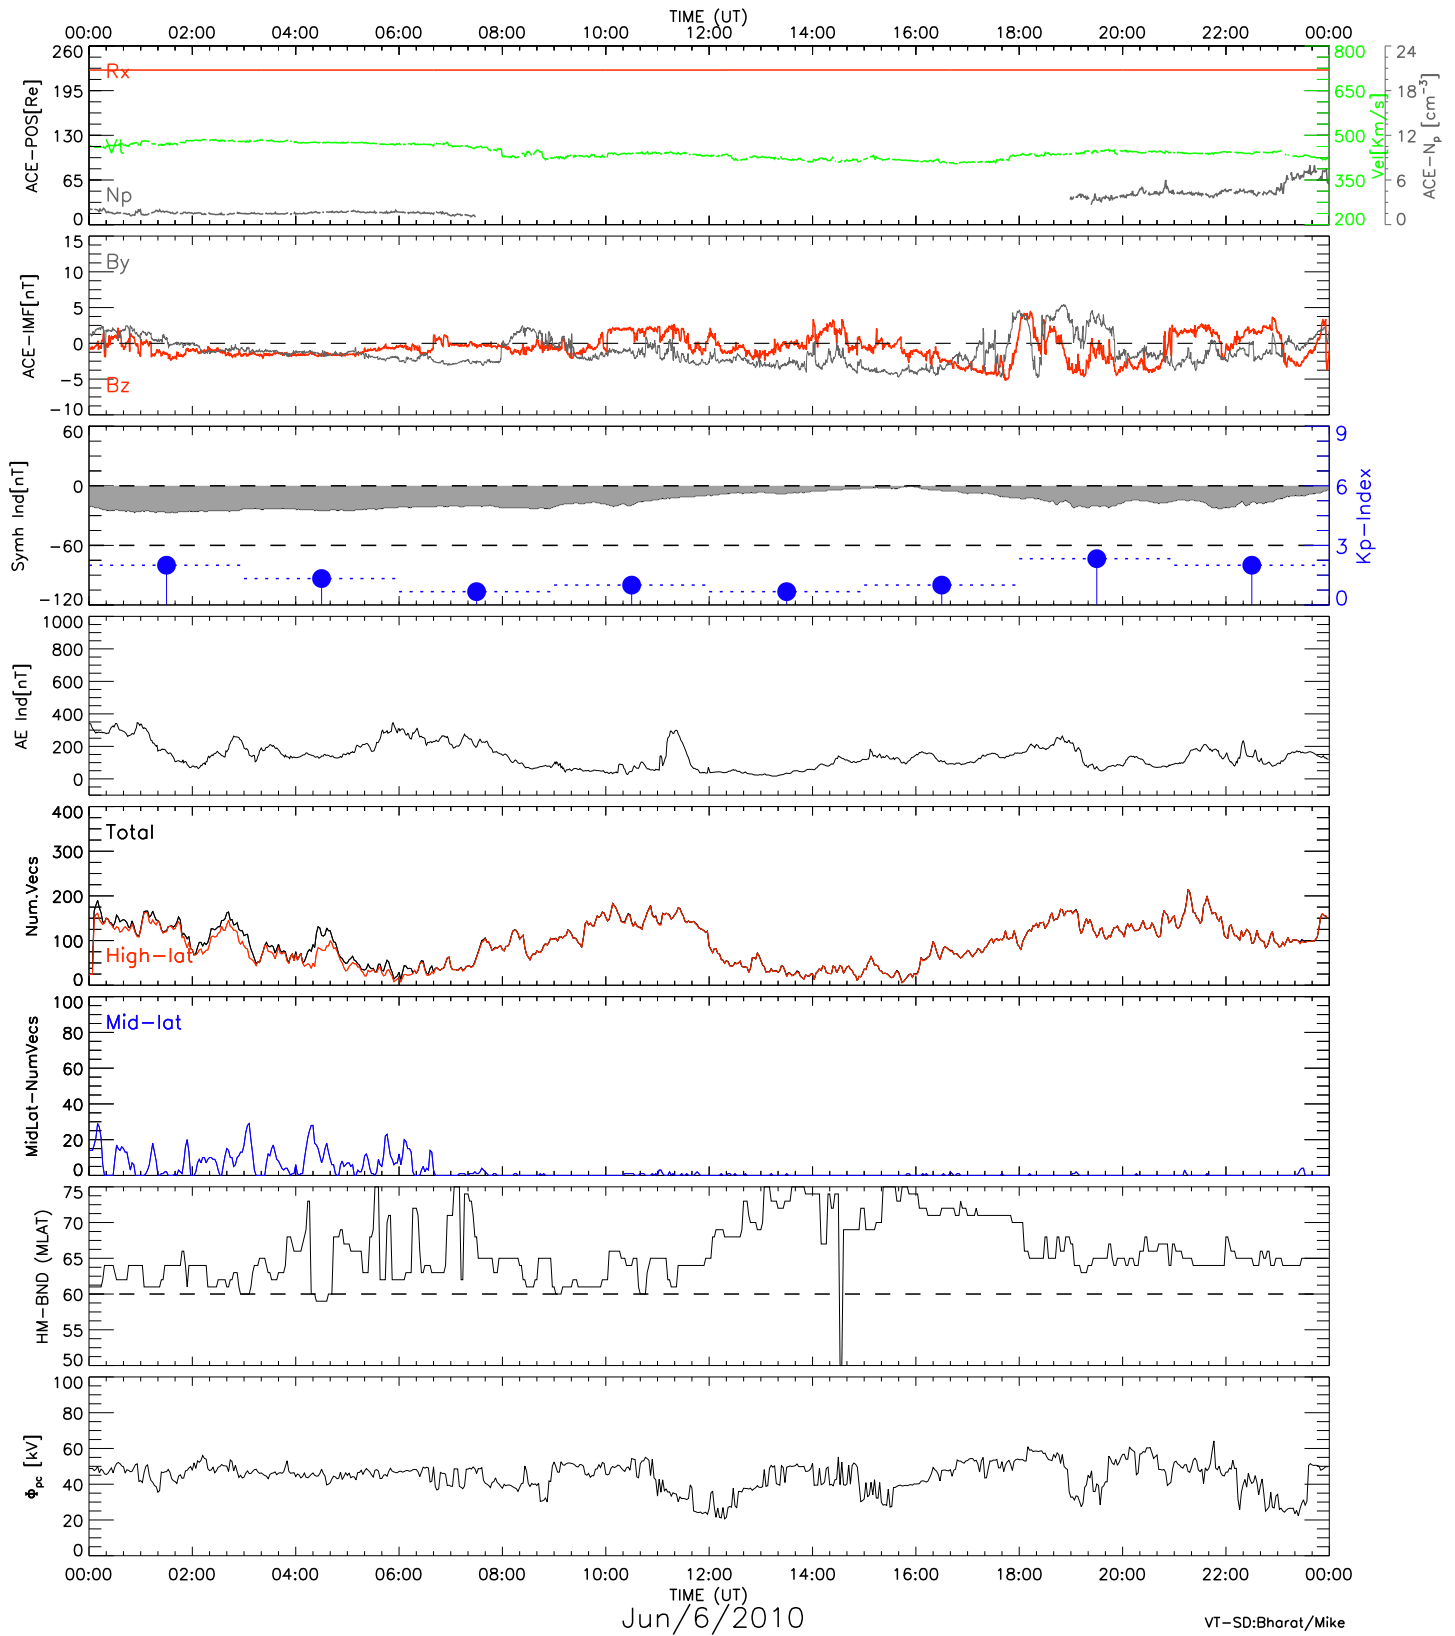 TIME (UT)
00:00 02:00 04:00 06:00 08:00 10:00 12:00 14:00 16:00 18:00 20:00 22:00 00:00
ACE-POS[Re]
260
195
130
65
0
Rx
Vt
Np
800
650
500
350
200
Vel[Km/s]
24
18
12
6
0
ACE-Np [cm-3]
ACE-IMF[nT]
15
10
5
0
-5
-10
By
Bz
Symh Ind[nT]
60
0
-60
-120
9
6
3
0
Kp-Index
AE Ind[nT]
1000
800
600
400
200
0
Num.Vecs
400
300
200
100
0
Total
High-lat
MidLat-NumVecs
100
80
60
40
20
0
Mid-lat
HM-BND (MLAT)
75
70
65
60
55
50
Φpc [kV]
100
80
60
40
20
0
00:00 02:00 04:00 06:00 08:00 10:00 12:00 14:00 16:00 18:00 20:00 22:00 00:00
TIME (UT)
Jun/6/2010
VT-SD:Bharat/Mike